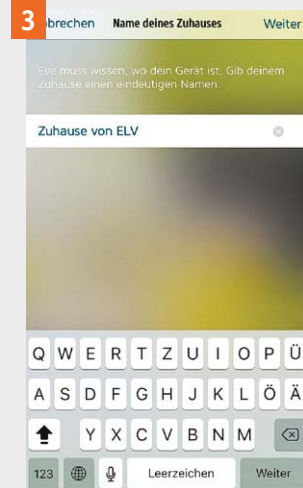 3
bbrechen Name deines Zuhauses Weiter
Eve muss wissen, wo dein Gerät ist. Gib deinem
Zuhause einen eindeutigen Namen.
Zuhause von ELV
Q W E R T Z U I O P Ü
A S D F G H J K L Ö Ä
Y X C V B N M
123 Leerzeichen Weiter